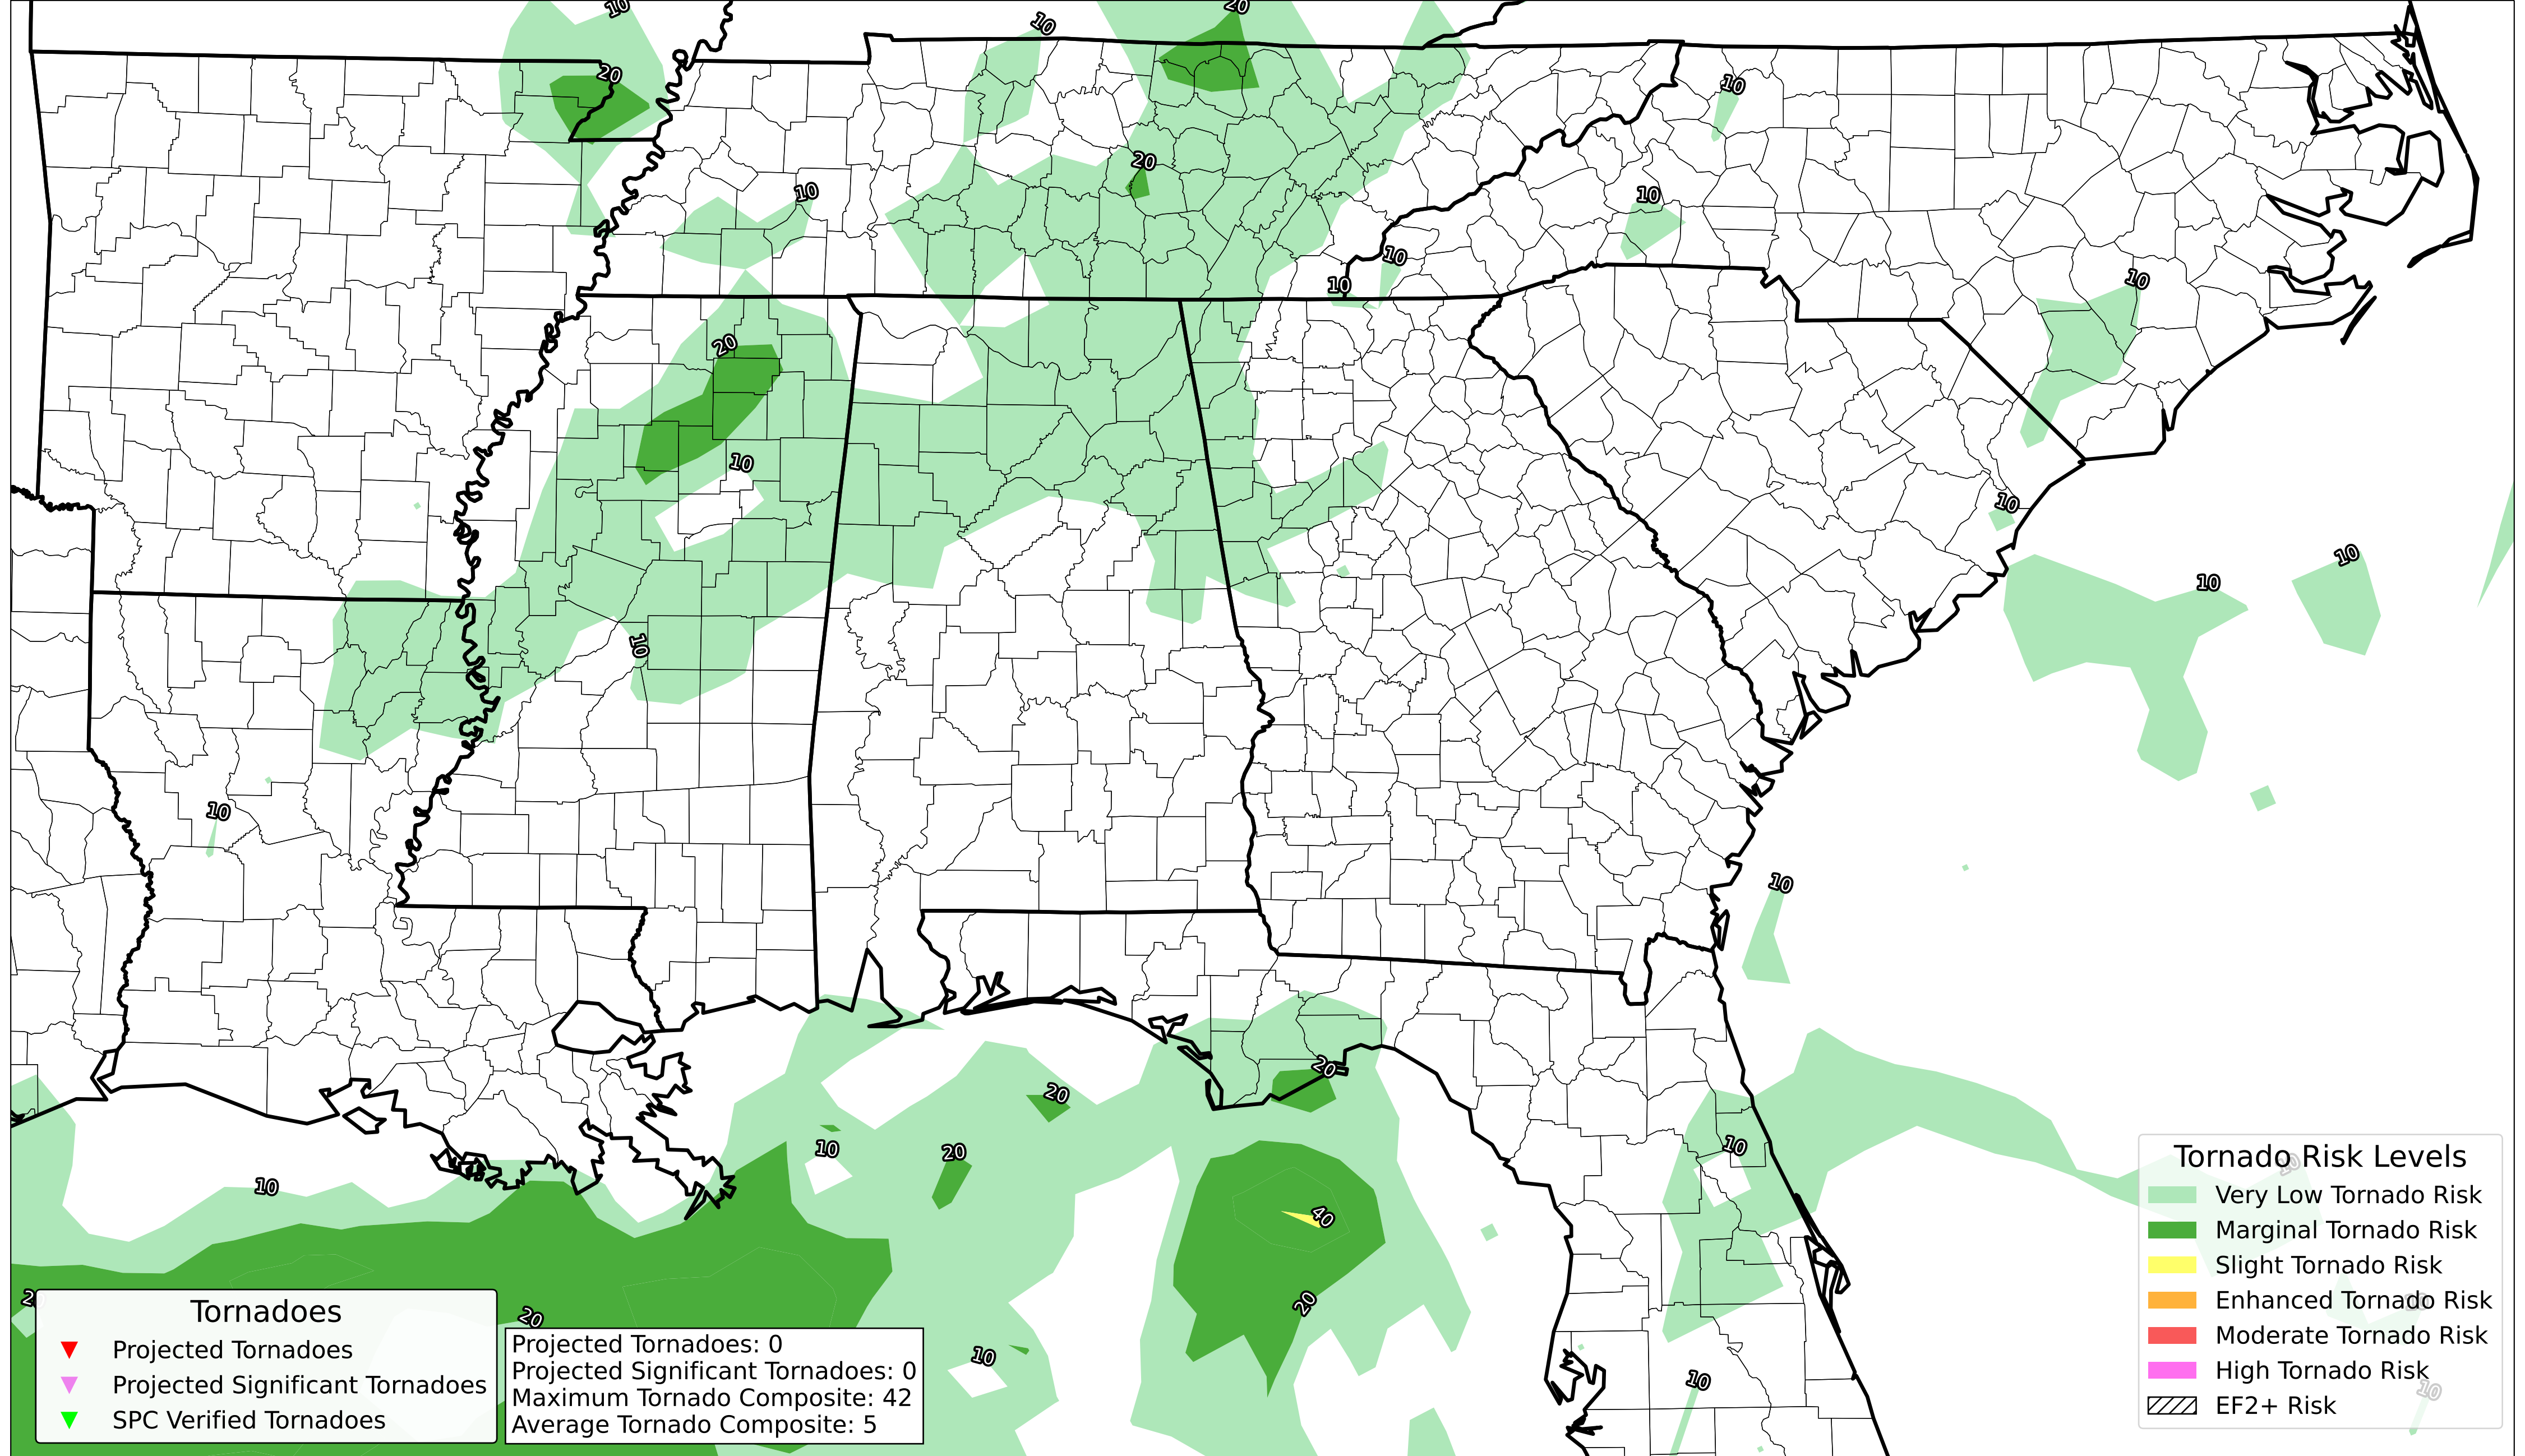 10
20
10
20
10
20
10
20
10
10
10
10
10
20
10
10
10
10
10
10
10
20
20
10
20
10
10
10
40
20
20
20
10
10
10
10
10
Tornado Risk Levels
Very Low Tornado Risk
Marginal Tornado Risk
Slight Tornado Risk
Enhanced Tornado Risk
Moderate Tornado Risk
High Tornado Risk
EF2+ Risk
Tornadoes
Projected Tornadoes
Projected Significant Tornadoes
SPC Verified Tornadoes
Projected Tornadoes: 0
Projected Significant Tornadoes: 0
Maximum Tornado Composite: 42
Average Tornado Composite: 5